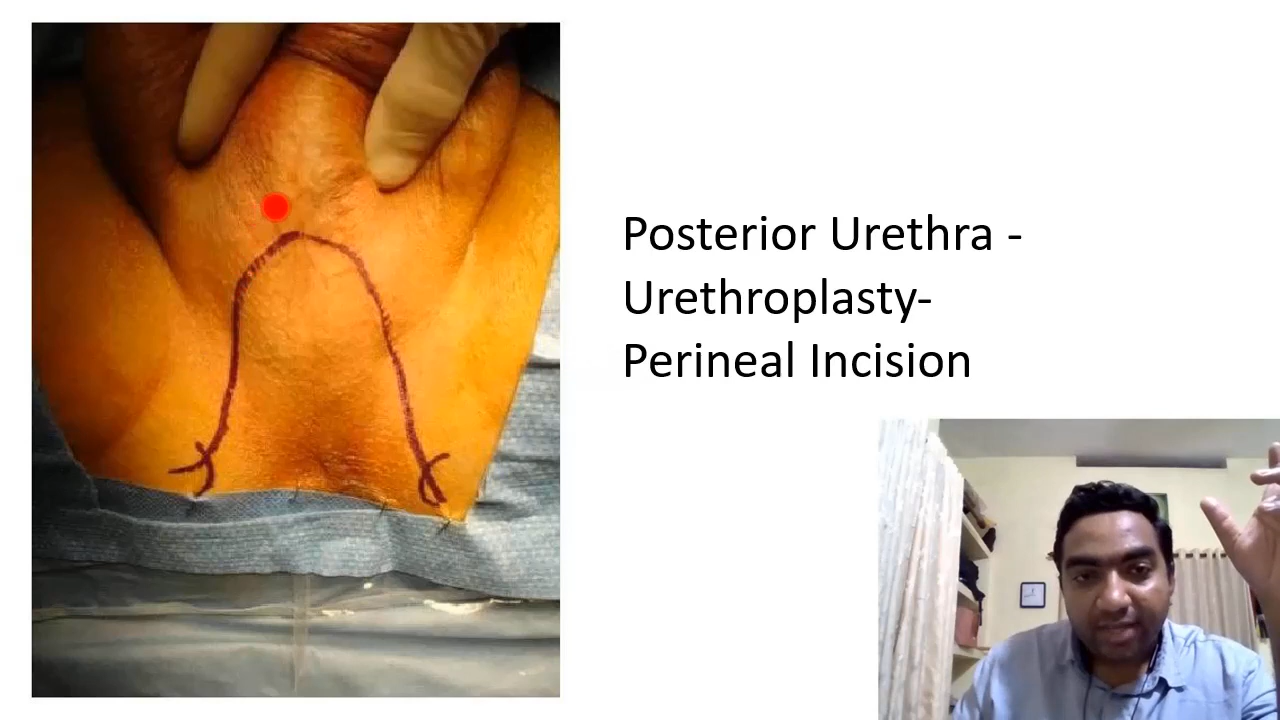 Posterior Urethra -
Urethroplasty-
Perineal Incision